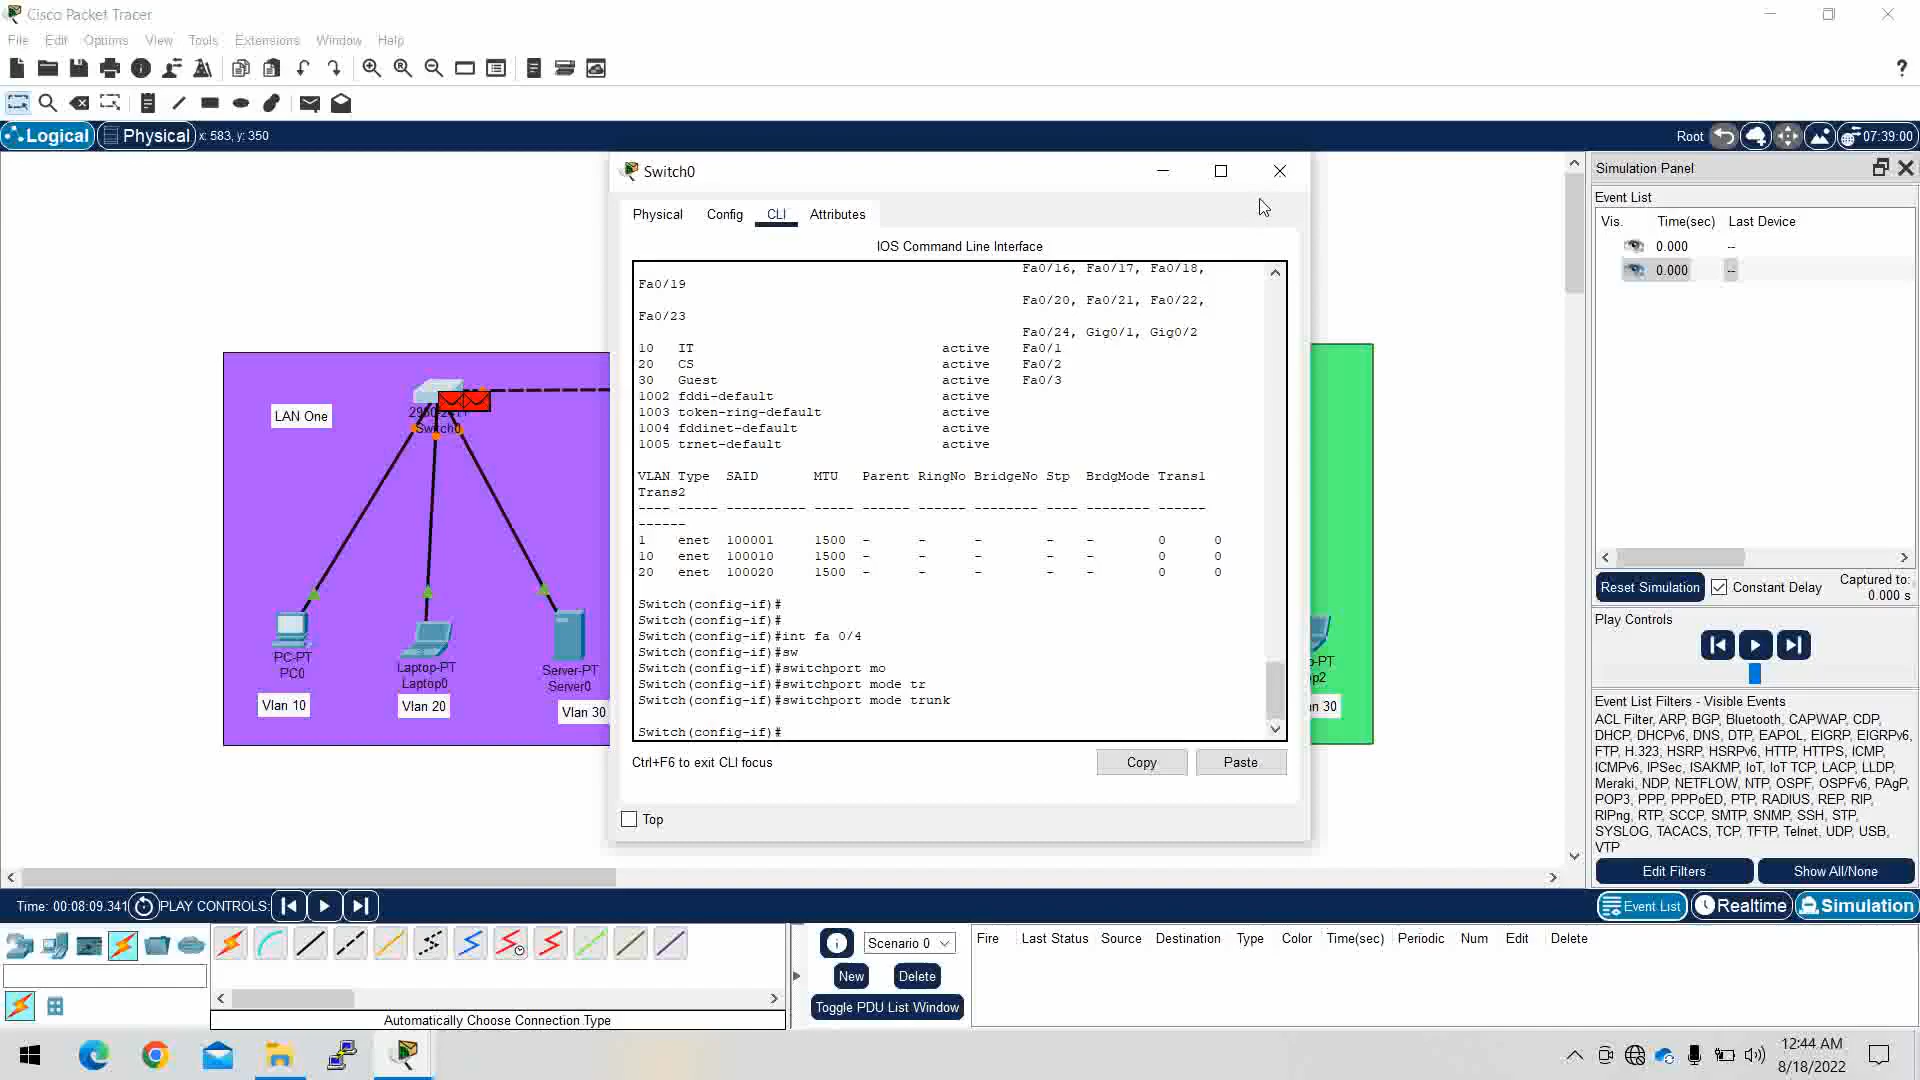 Cisco Packet Tracer
File Edit Options View Tools Extensions Window Help
?
Logical
Physical
x: 583, y: 350
Root
07:39:00
LAN One
Switch0
PC-PT
PC0
Vlan 10
Laptop-PT
Laptop0
Vlan 20
Server-PT
Server0
Vlan 30
Switch0
Physical Config CLI Attributes
IOS Command Line Interface
Fa0/16, Fa0/17, Fa0/18,
Fa0/19
Fa0/20, Fa0/21, Fa0/22,
Fa0/23
Fa0/24, Gig0/1, Gig0/2
10 IT active Fa0/1
20 CS active Fa0/2
30 Guest active Fa0/3
1002 fddi-default active
1003 token-ring-default active
1004 fddinet-default active
1005 trnet-default active
VLAN Type SAID MTU Parent RingNo BridgeNo Stp BrdgMode Trans1
Trans2
---- ----- ---------- ----- ------ ------ -------- ---- -------- ------
------
1 enet 100001 1500 - - - - - 0 0
10 enet 100010 1500 - - - - - 0 0
20 enet 100020 1500 - - - - - 0 0
Switch(config-if)#
Switch(config-if)#
Switch(config-if)#int fa 0/4
Switch(config-if)#sw
Switch(config-if)#switchport mo
Switch(config-if)#switchport mode tr
Switch(config-if)#switchport mode trunk
Switch(config-if)#
Ctrl+F6 to exit CLI focus
Copy
Paste
Top
-PT
p2
n 30
Simulation Panel
Event List
Vis. Time(sec) Last Device
0.000 --
0.000 --
Reset Simulation
Constant Delay
Captured to:
0.000 s
Play Controls
Event List Filters - Visible Events
ACL Filter, ARP, BGP, Bluetooth, CAPWAP, CDP,
DHCP, DHCPv6, DNS, DTP, EAPOL, EIGRP, EIGRPv6,
FTP, H.323, HSRP, HSRPv6, HTTP, HTTPS, ICMP,
ICMPv6, IPSec, ISAKMP, IoT, IoT TCP, LACP, LLDP,
Meraki, NDP, NETFLOW, NTP, OSPF, OSPFv6, PAgP,
POP3, PPP, PPPoED, PTP, RADIUS, REP, RIP,
RIPng, RTP, SCCP, SMTP, SNMP, SSH, STP,
SYSLOG, TACACS, TCP, TFTP, Telnet, UDP, USB,
VTP
Edit Filters
Show All/None
Time: 00:08:09.341
PLAY CONTROLS:
Event List
Realtime
Simulation
Scenario 0
New
Delete
Toggle PDU List Window
Fire Last Status Source Destination Type Color Time(sec) Periodic Num Edit Delete
Automatically Choose Connection Type
12:44 AM
8/18/2022